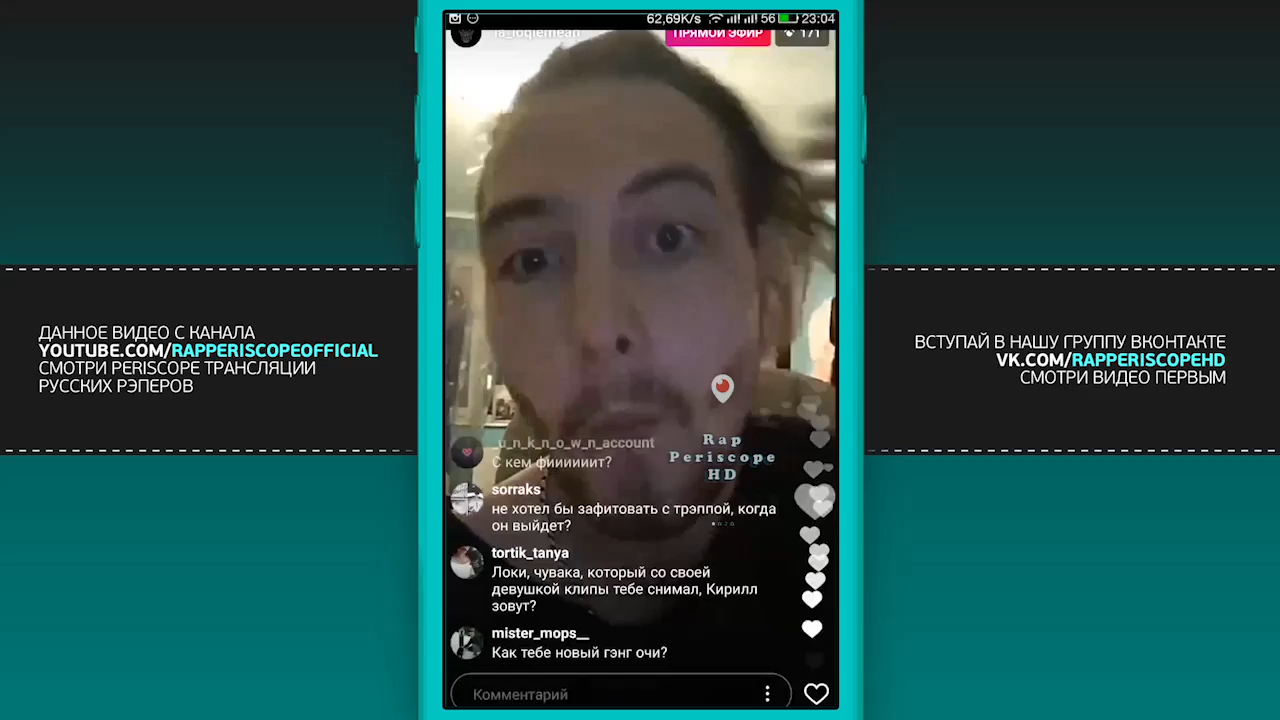 62,69K/s 56 23:04
ia_loqiemean ПРЯМОЙ ЭФИР 171
ДАННОЕ ВИДЕО С КАНАЛА
YOUTUBE.COM/RAPPERISCOPEOFFICIAL
СМОТРИ PERISCOPE ТРАНСЛЯЦИИ
РУССКИХ РЭПЕРОВ
ВСТУПАЙ В НАШУ ГРУППУ ВКОНТАКТЕ
VK.COM/RAPPERISCOPEHD
СМОТРИ ВИДЕО ПЕРВЫМ
Rap
Periscope
HD
_u_n_k_n_o_w_n_account
С кем фиииииит?
sorraks
не хотел бы зафитовать с трэппой, когда
он выйдет?
tortik_tanya
Локи, чувака, который со своей
девушкой клипы тебе снимал, Кирилл
зовут?
mister_mops__
Как тебе новый гэнг очи?
Комментарий